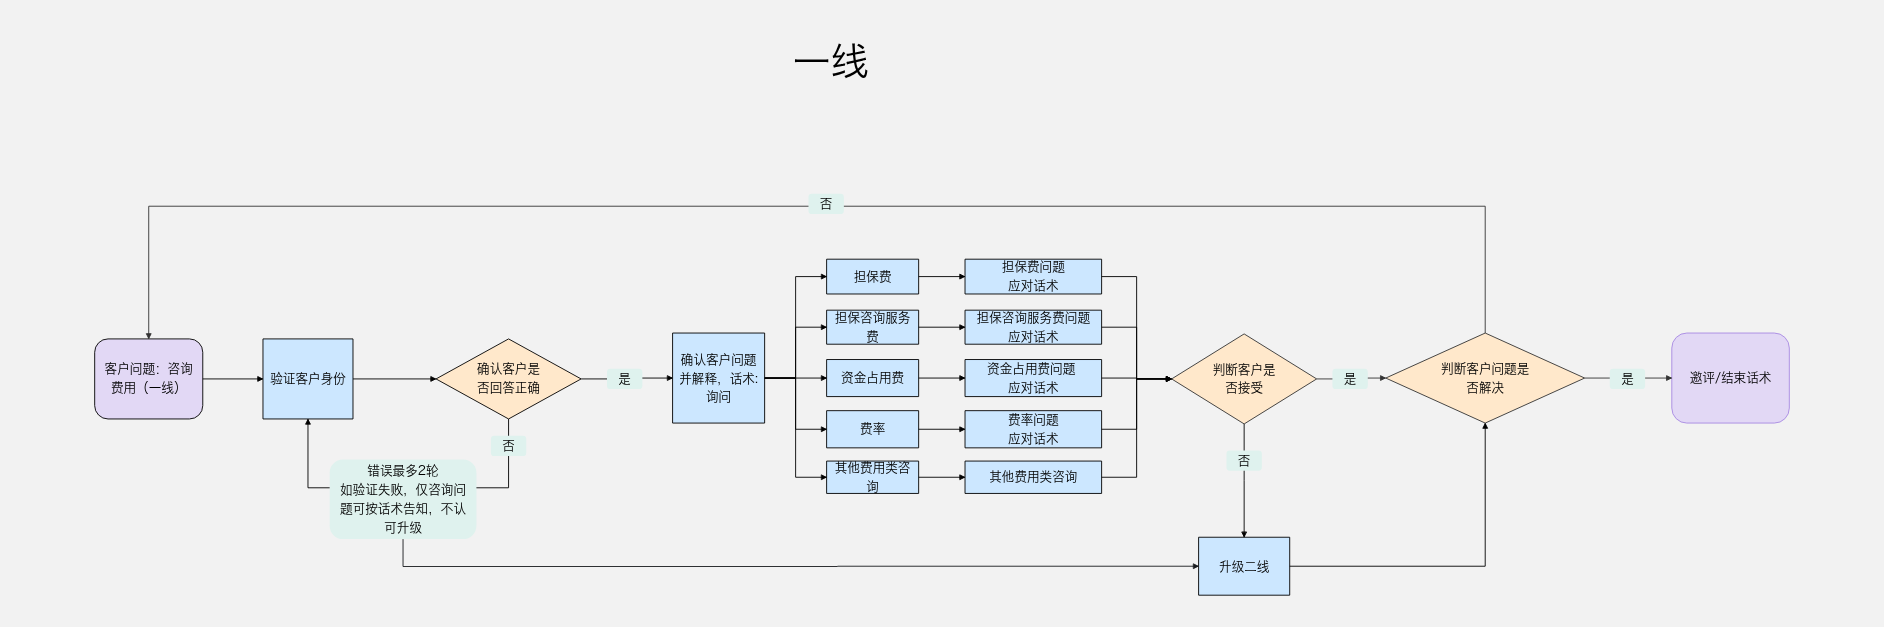 一线
否
客户问题：咨询
费用（一线）
验证客户身份
确认客户是
否回答正确
是
否
错误最多2轮
如验证失败，仅咨询问
题可按话术告知，不认
可升级
确认客户问题
并解释，话术:
询问
担保费
担保费问题
应对话术
担保咨询服务
费
担保咨询服务费问题
应对话术
资金占用费
资金占用费问题
应对话术
费率
费率问题
应对话术
其他费用类咨
询
其他费用类咨询
判断客户是
否接受
是
否
升级二线
判断客户问题是
否解决
是
邀评/结束话术